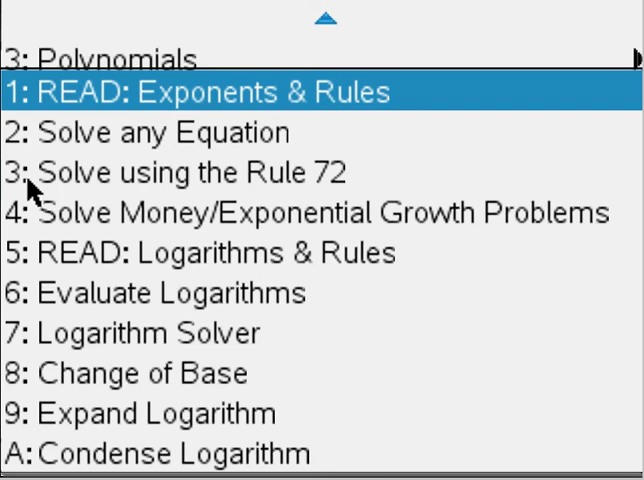 3: Polynomials
1: READ: Exponents & Rules
2: Solve any Equation
3: Solve using the Rule 72
4: Solve Money/Exponential Growth Problems
5: READ: Logarithms & Rules
6: Evaluate Logarithms
7: Logarithm Solver
8: Change of Base
9: Expand Logarithm
A: Condense Logarithm